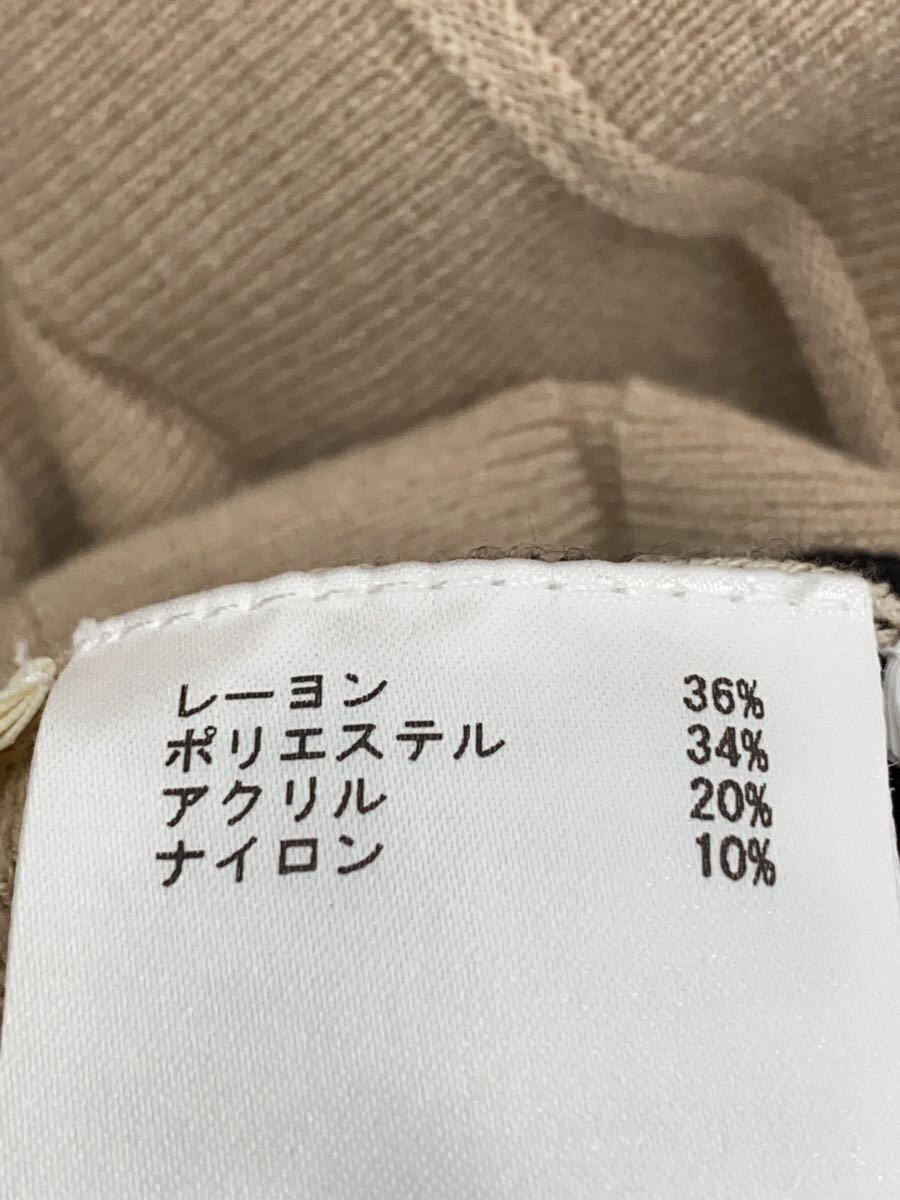 レーヨン 36%
ポリエステル 34%
アクリル 20%
ナイロン 10%